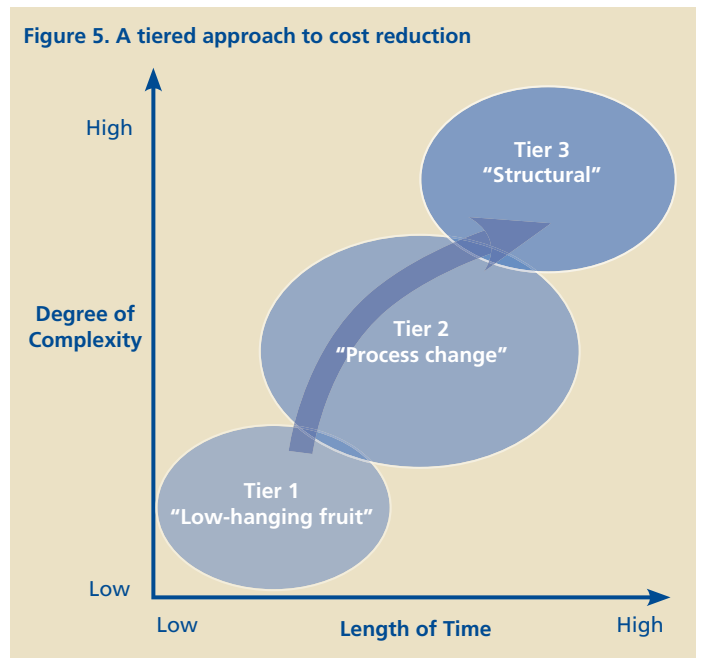 Figure 5. A tiered approach to cost reduction
High
Tier 3
“Structural”
Degree of
Complexity
Tier 2
“Process change”
Tier 1
“Low-hanging fruit”
Low
Low
Length of Time
High